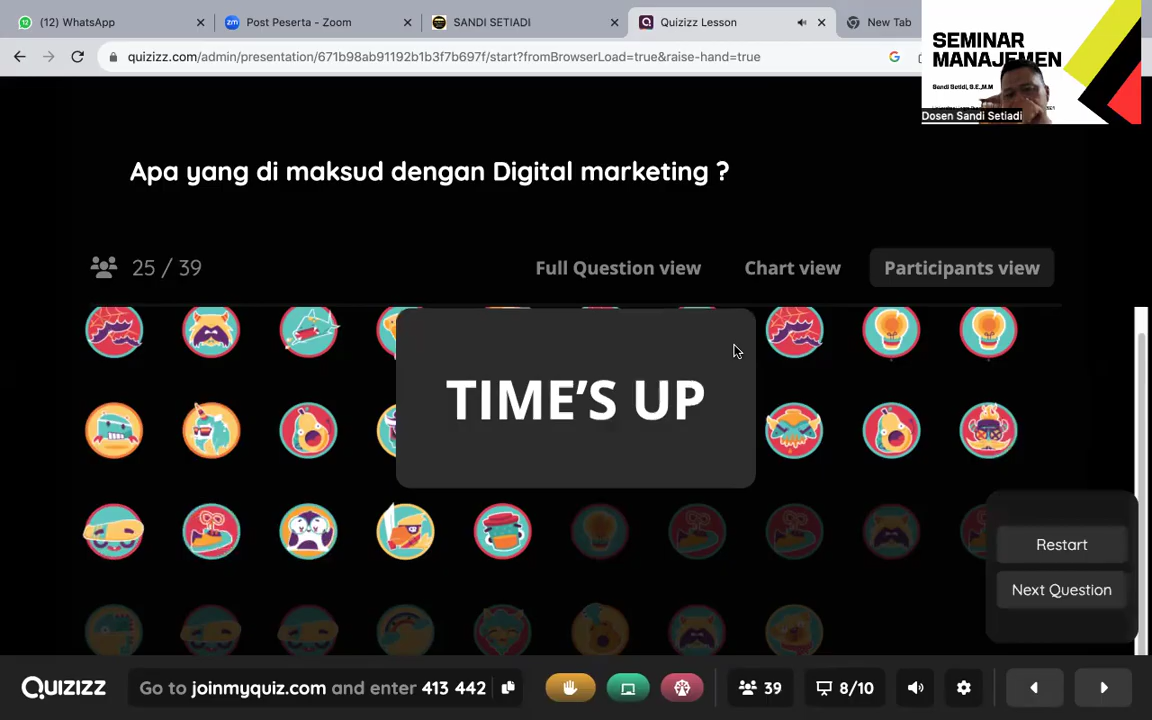 (12) WhatsApp
Post Peserta - Zoom
SANDI SETIADI
Quizizz Lesson
New Tab
quizizz.com/admin/presentation/671b98ab91192b1b3f7b697f/start?fromBrowserLoad=true&raise-hand=true
SEMINAR
MANAJEMEN
Sandi Setidi, S.E.,M.M
Dosen Sandi Setiadi
Apa yang di maksud dengan Digital marketing ?
25 / 39
Full Question view
Chart view
Participants view
TIME'S UP
Restart
Next Question
Quizizz
Go to joinmyquiz.com and enter 413 442
39
8/10